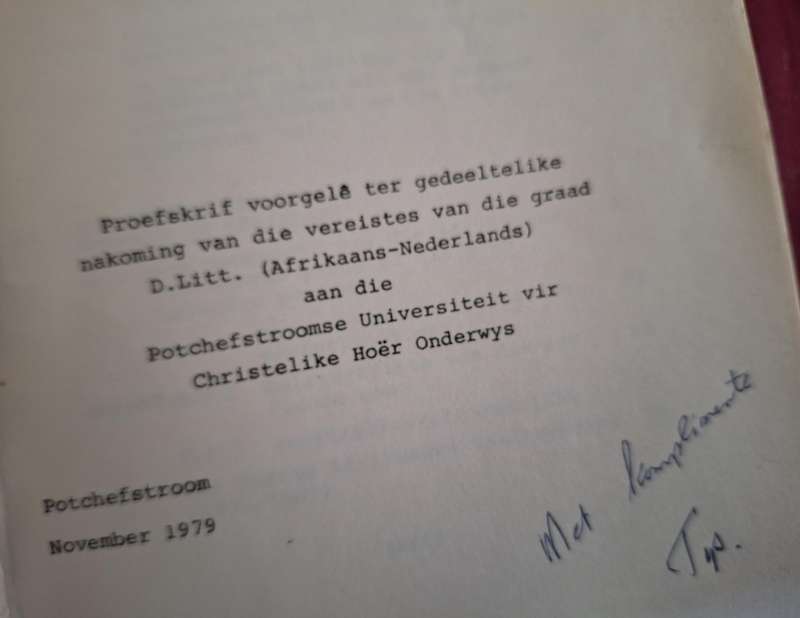 Proefskrif voorgelê ter gedeeltelike
nakoming van die vereistes van die graad
D.Litt. (Afrikaans-Nederlands)
aan die
Potchefstroomse Universiteit vir
Christelike Hoër Onderwys
Potchefstroom
November 1979
Met komplimente